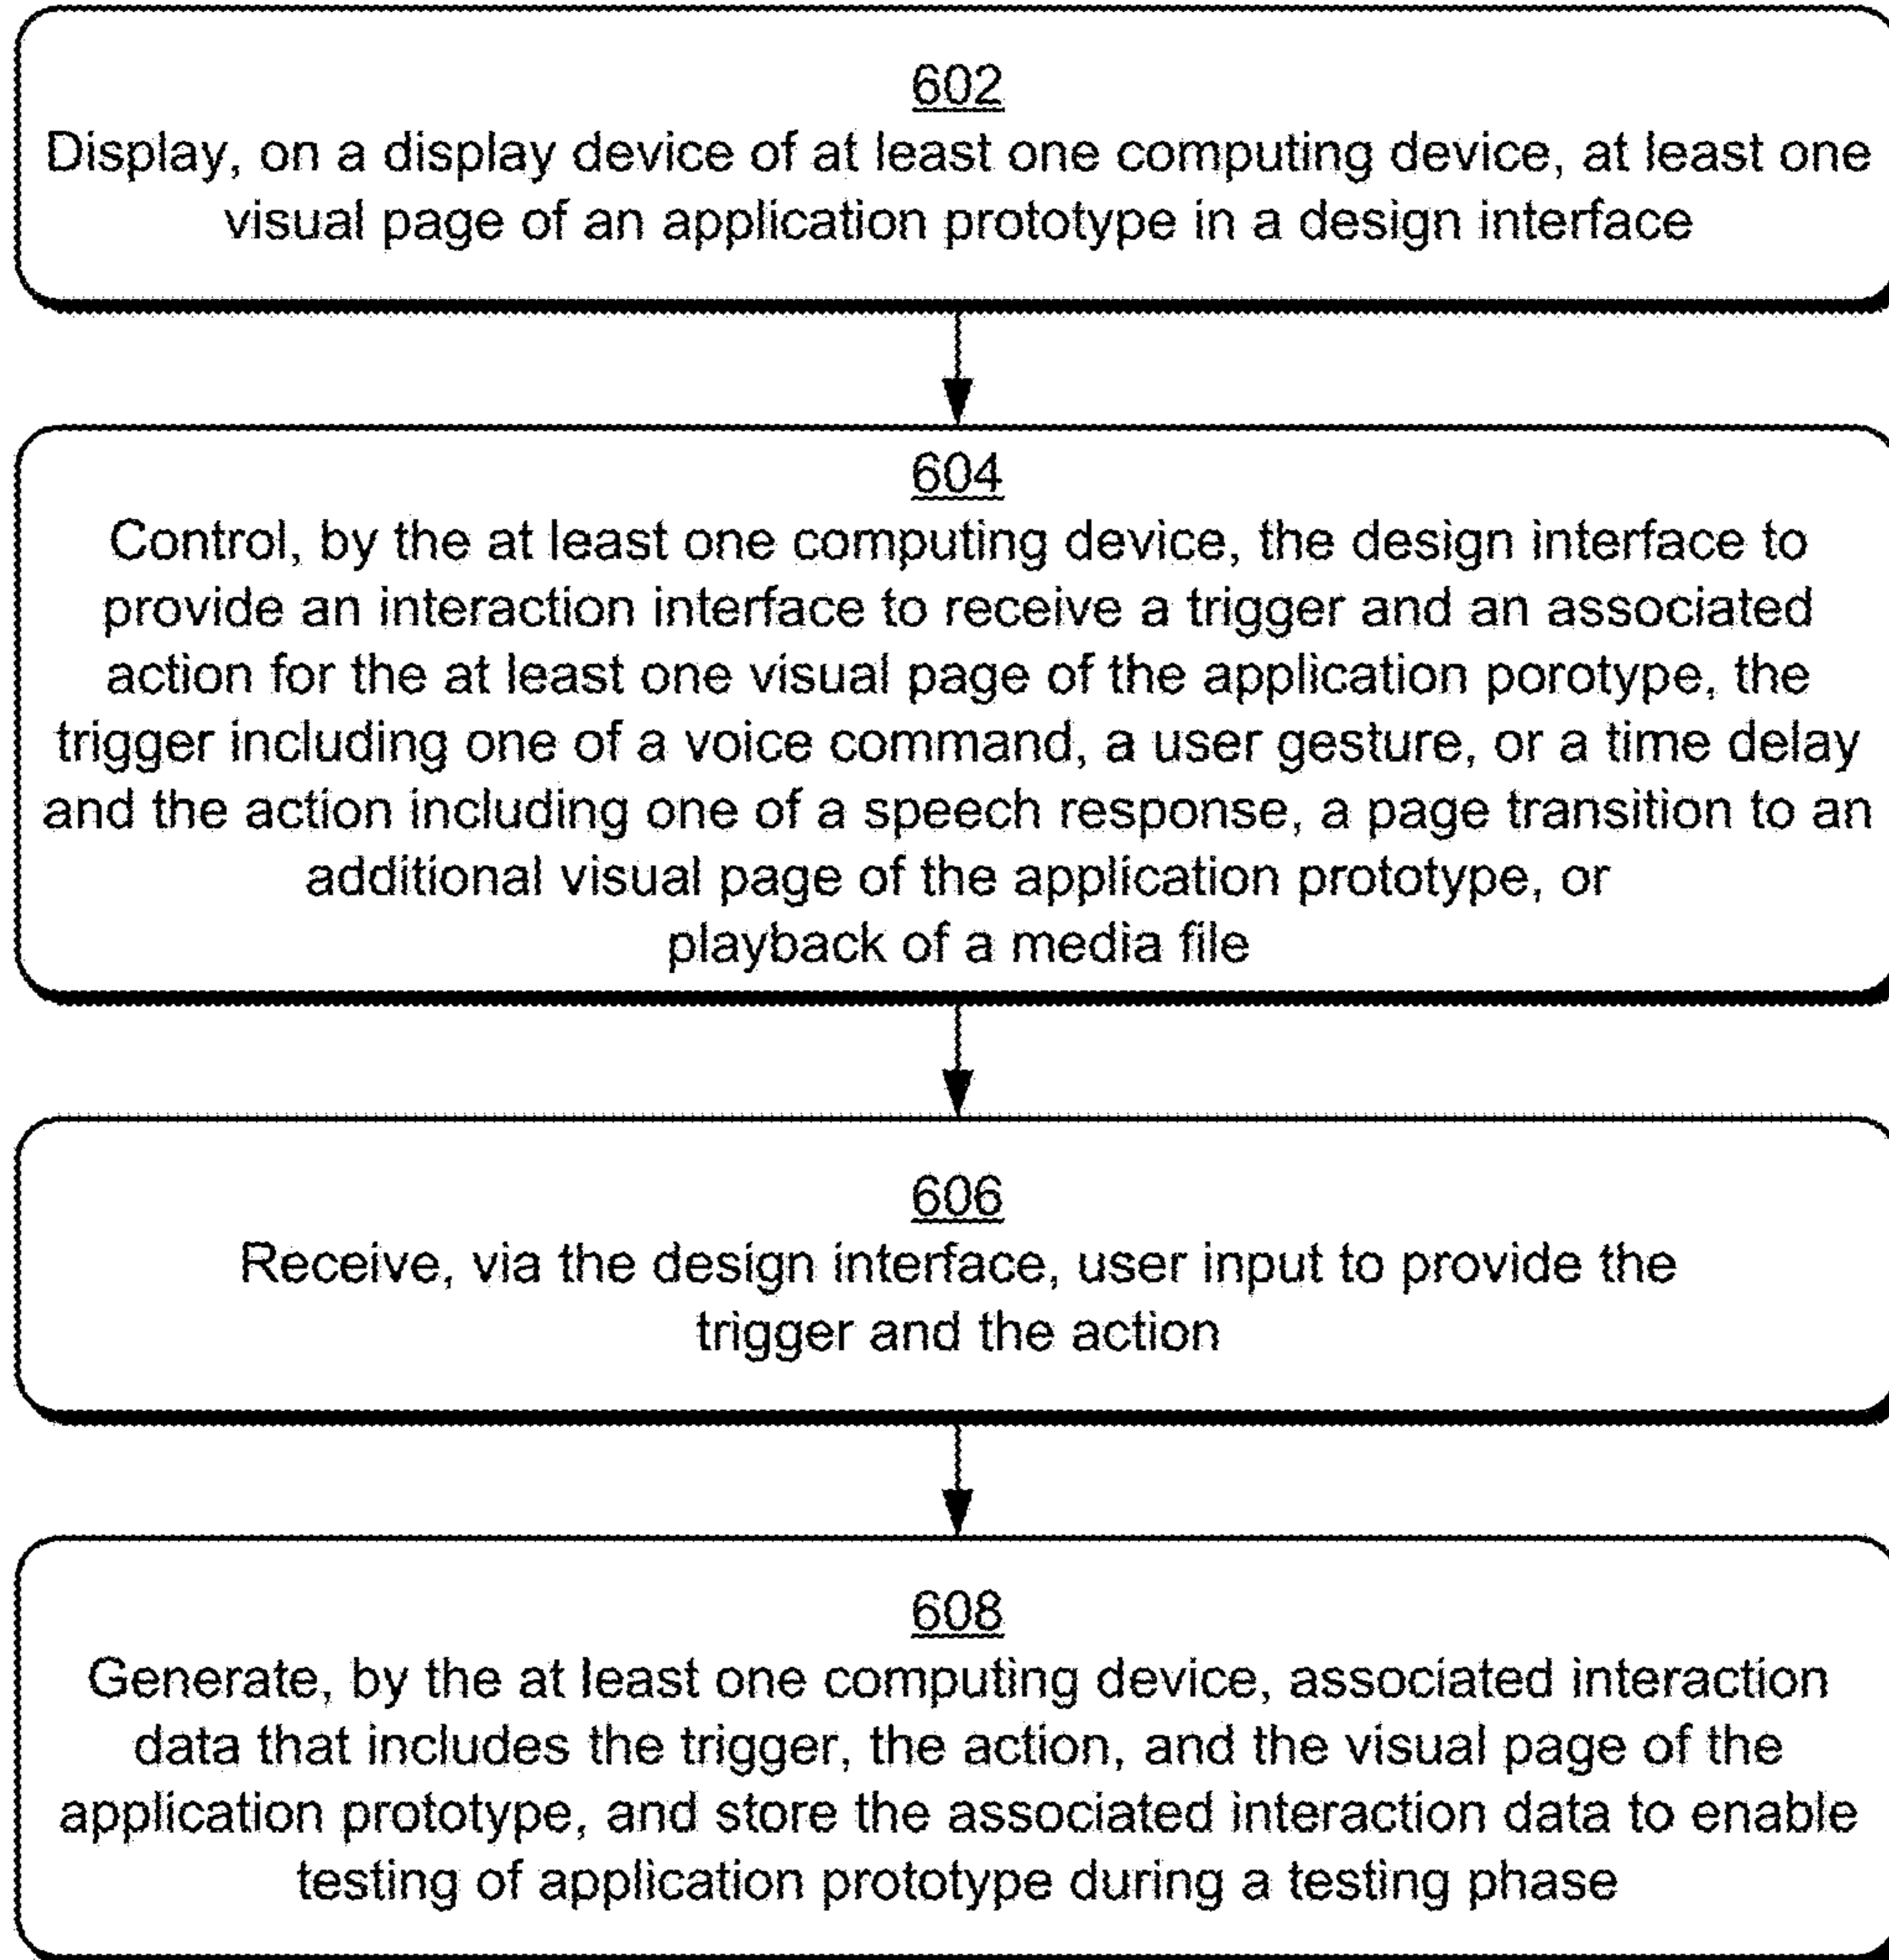 602
Display, on a display device of at least one computing device, at least one
visual page of an application prototype in a design interface
604
Control, by the at least one computing device, the design interface to
provide an interaction interface to receive a trigger and an associated
action for the at least one visual page of the application porotype, the
trigger including one of a voice command, a user gesture, or a time delay
and the action including one of a speech response, a page transition to an
additional visual page of the application prototype, or
playback of a media file
606
Receive, via the design interface, user input to provide the
trigger and the action
608
Generate, by the at least one computing device, associated interaction
data that includes the trigger, the action, and the visual page of the
application prototype, and store the associated interaction data to enable
testing of application prototype during a testing phase